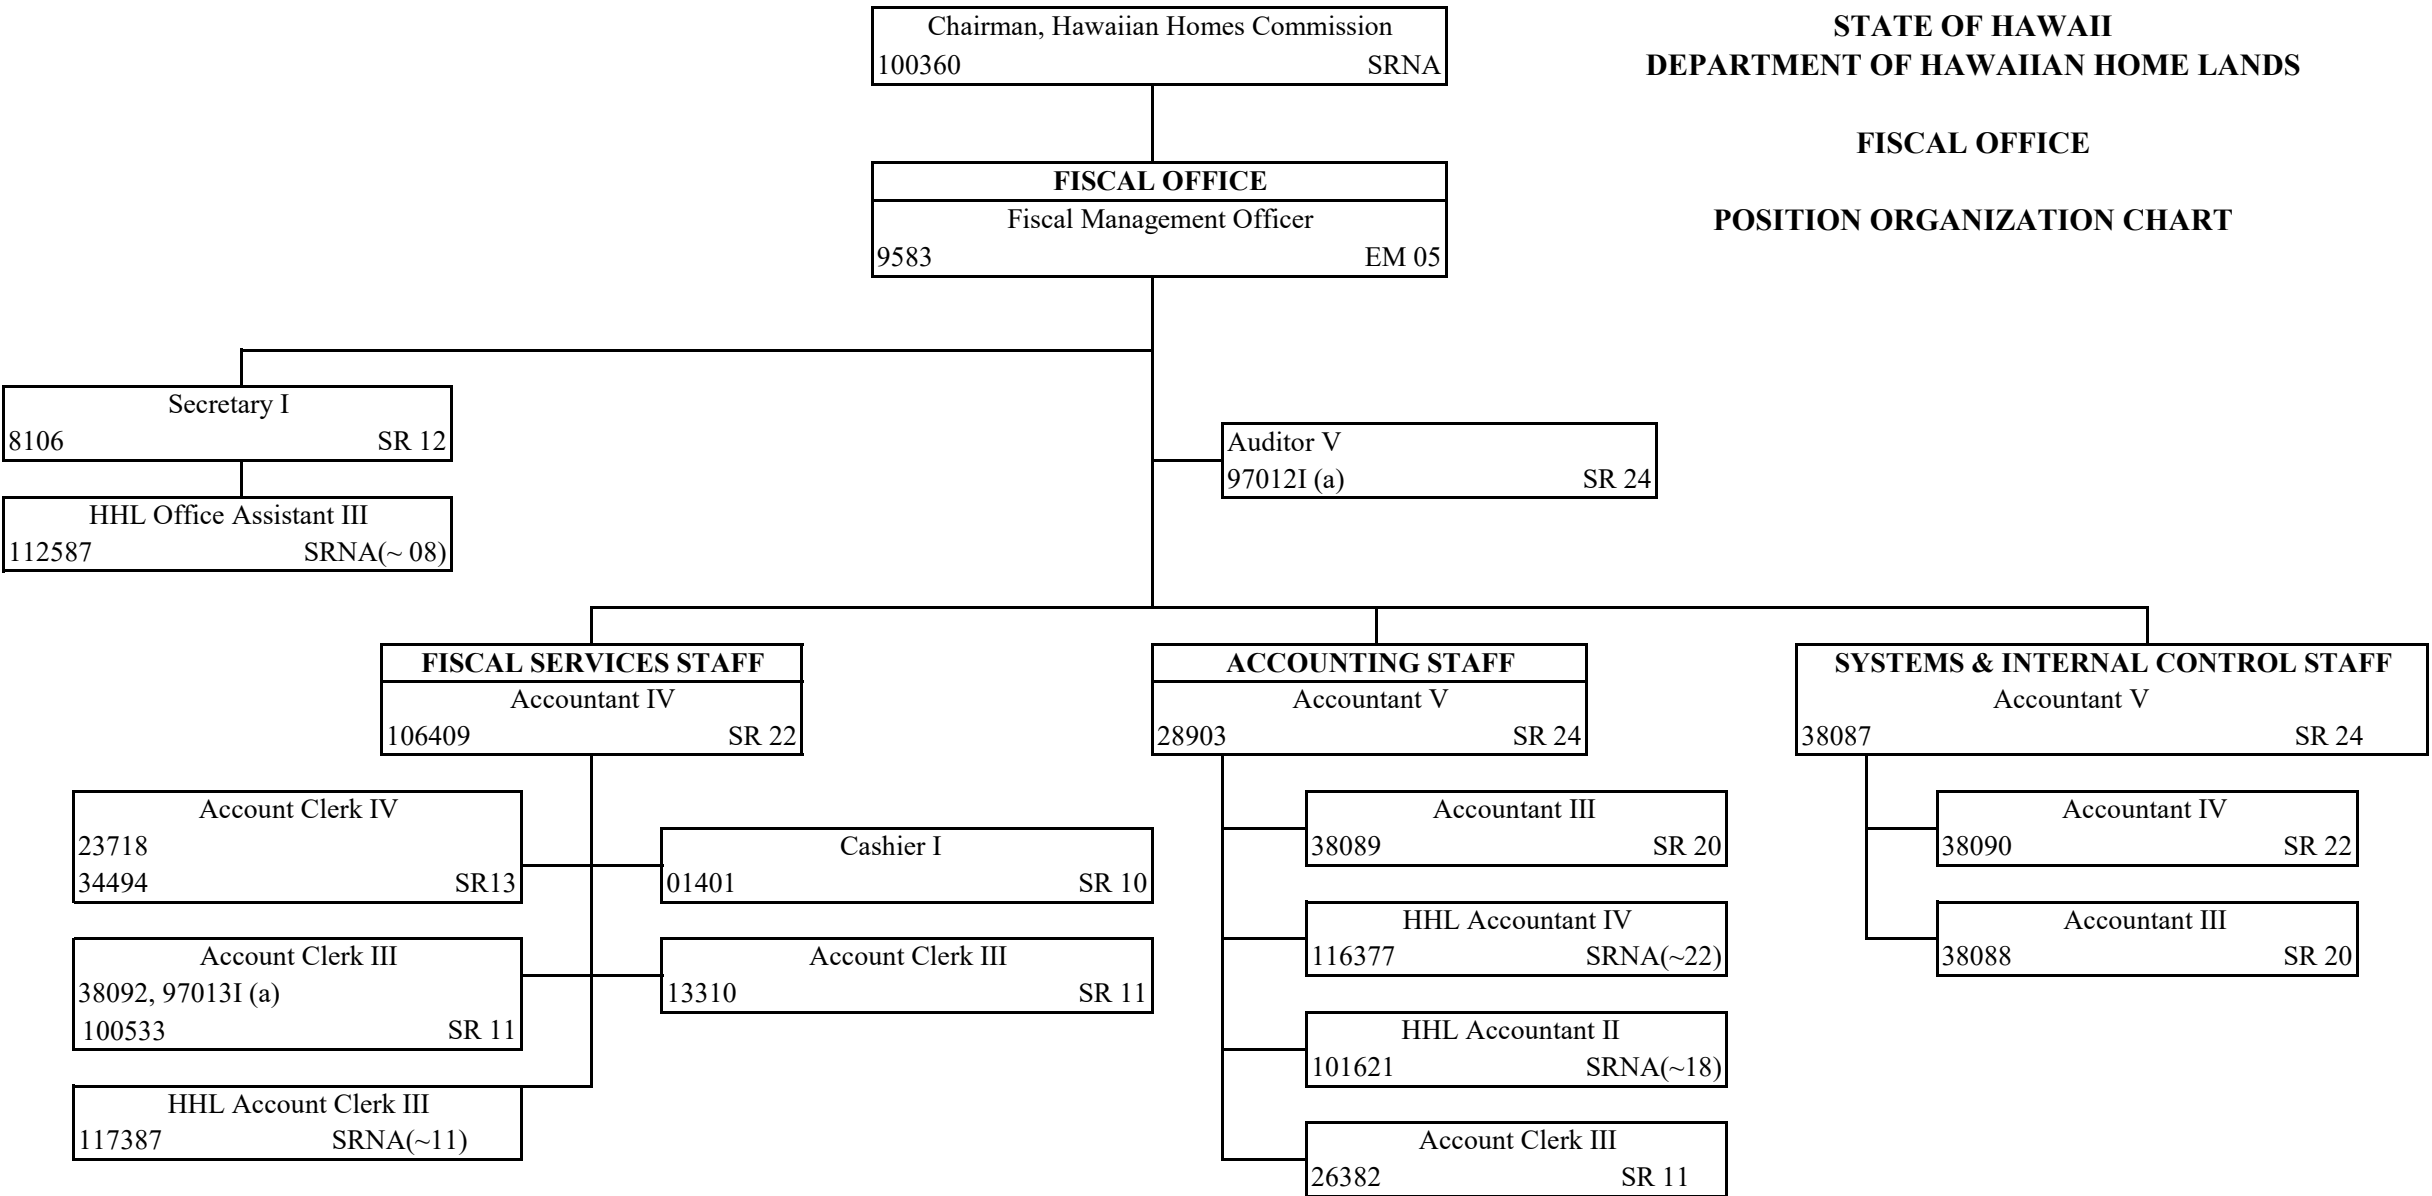 Chairman, Hawaiian Homes Commission
100360 SRNA
STATE OF HAWAII
DEPARTMENT OF HAWAIIAN HOME LANDS
FISCAL OFFICE
POSITION ORGANIZATION CHART
FISCAL OFFICE
Fiscal Management Officer
9583 EM 05
Secretary I
8106 SR 12
HHL Office Assistant III
112587 SRNA(~ 08)
Auditor V
97012I (a) SR 24
FISCAL SERVICES STAFF
Accountant IV
106409 SR 22
Account Clerk IV
23718
34494 SR13
Cashier I
01401 SR 10
Account Clerk III
38092, 97013I (a)
100533 SR 11
Account Clerk III
13310 SR 11
HHL Account Clerk III
117387 SRNA(~11)
ACCOUNTING STAFF
Accountant V
28903 SR 24
Accountant III
38089 SR 20
HHL Accountant IV
116377 SRNA(~22)
HHL Accountant II
101621 SRNA(~18)
Account Clerk III
26382 SR 11
SYSTEMS & INTERNAL CONTROL STAFF
Accountant V
38087 SR 24
Accountant IV
38090 SR 22
Accountant III
38088 SR 20